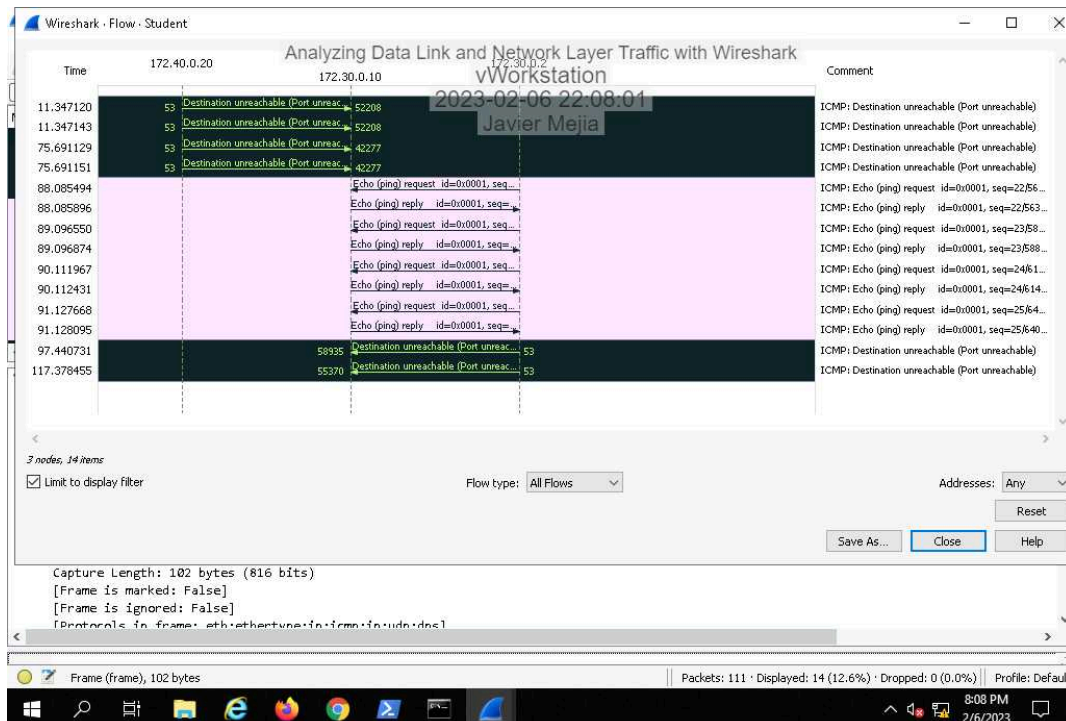 Wireshark · Flow · Student
Analyzing Data Link and Network Layer Traffic with Wireshark
vWorkstation
2023-02-06 22:08:01
Javier Mejia
Time 172.40.0.20 172.30.0.10 172.30.0.2 Comment
11.347120 53 Destination unreachable (Port unreac... 52208 ICMP: Destination unreachable (Port unreachable)
11.347143 53 Destination unreachable (Port unreac... 52208 ICMP: Destination unreachable (Port unreachable)
75.691129 53 Destination unreachable (Port unreac... 42277 ICMP: Destination unreachable (Port unreachable)
75.691151 53 Destination unreachable (Port unreac... 42277 ICMP: Destination unreachable (Port unreachable)
88.085494 Echo (ping) request id=0x0001, seq... ICMP: Echo (ping) request id=0x0001, seq=22/56...
88.085896 Echo (ping) reply id=0x0001, seq=... ICMP: Echo (ping) reply id=0x0001, seq=22/563...
89.096550 Echo (ping) request id=0x0001, seq... ICMP: Echo (ping) request id=0x0001, seq=23/58...
89.096874 Echo (ping) reply id=0x0001, seq=... ICMP: Echo (ping) reply id=0x0001, seq=23/588...
90.111967 Echo (ping) request id=0x0001, seq... ICMP: Echo (ping) request id=0x0001, seq=24/61...
90.112431 Echo (ping) reply id=0x0001, seq=... ICMP: Echo (ping) reply id=0x0001, seq=24/614...
91.127668 Echo (ping) request id=0x0001, seq... ICMP: Echo (ping) request id=0x0001, seq=25/64...
91.128095 Echo (ping) reply id=0x0001, seq=... ICMP: Echo (ping) reply id=0x0001, seq=25/640...
97.440731 58935 Destination unreachable (Port unreac... 53 ICMP: Destination unreachable (Port unreachable)
117.378455 55370 Destination unreachable (Port unreac... 53 ICMP: Destination unreachable (Port unreachable)
3 nodes, 14 items
Limit to display filter Flow type: All Flows Addresses: Any
Reset
Save As... Close Help
Capture Length: 102 bytes (816 bits)
[Frame is marked: False]
[Frame is ignored: False]
[Protocols in frame: eth:ethertype:ip:icmp:ip:udp:dns]
Frame (frame), 102 bytes Packets: 111 · Displayed: 14 (12.6%) · Dropped: 0 (0.0%) Profile: Defaul
8:08 PM
2/6/2023